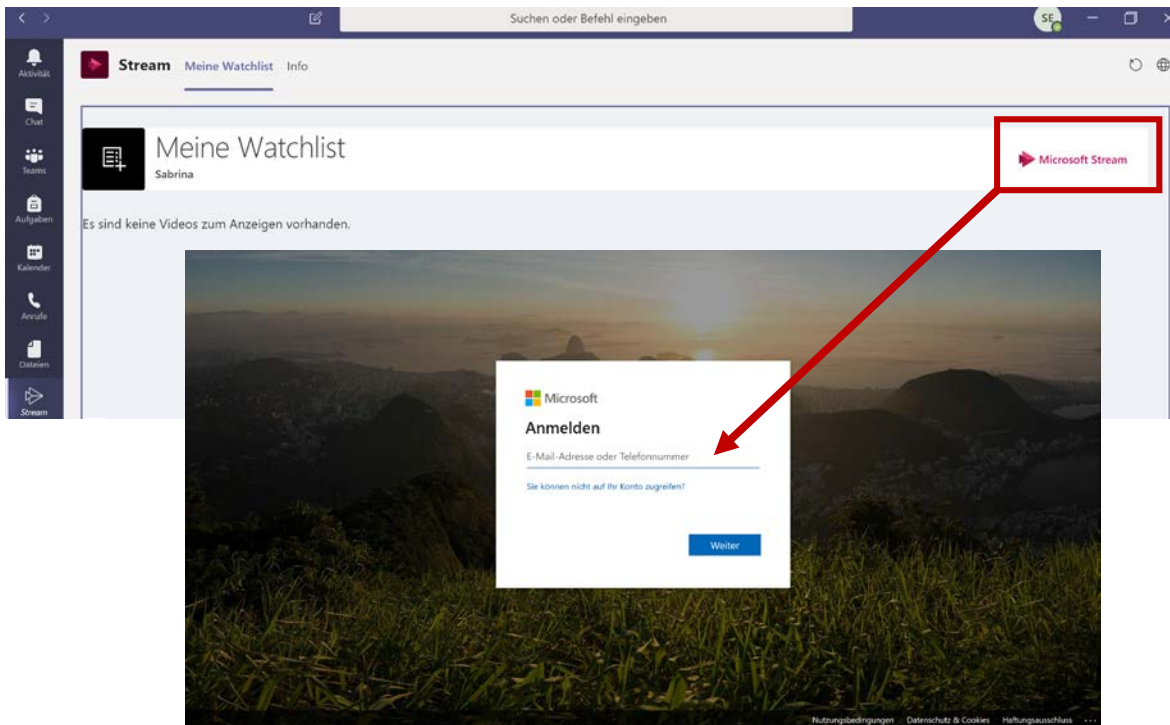 Suchen oder Befehl eingeben
SE
Aktivität
Stream Meine Watchlist Info
Chat
Meine Watchlist
Sabrina
Microsoft Stream
Teams
Aufgaben
Es sind keine Videos zum Anzeigen vorhanden.
Kalender
Anrufe
Dateien
Stream
Microsoft
Anmelden
E-Mail-Adresse oder Telefonnummer
Sie können nicht auf Ihr Konto zugreifen?
Weiter
Nutzungsbedingungen Datenschutz & Cookies Haftungsausschluss ...